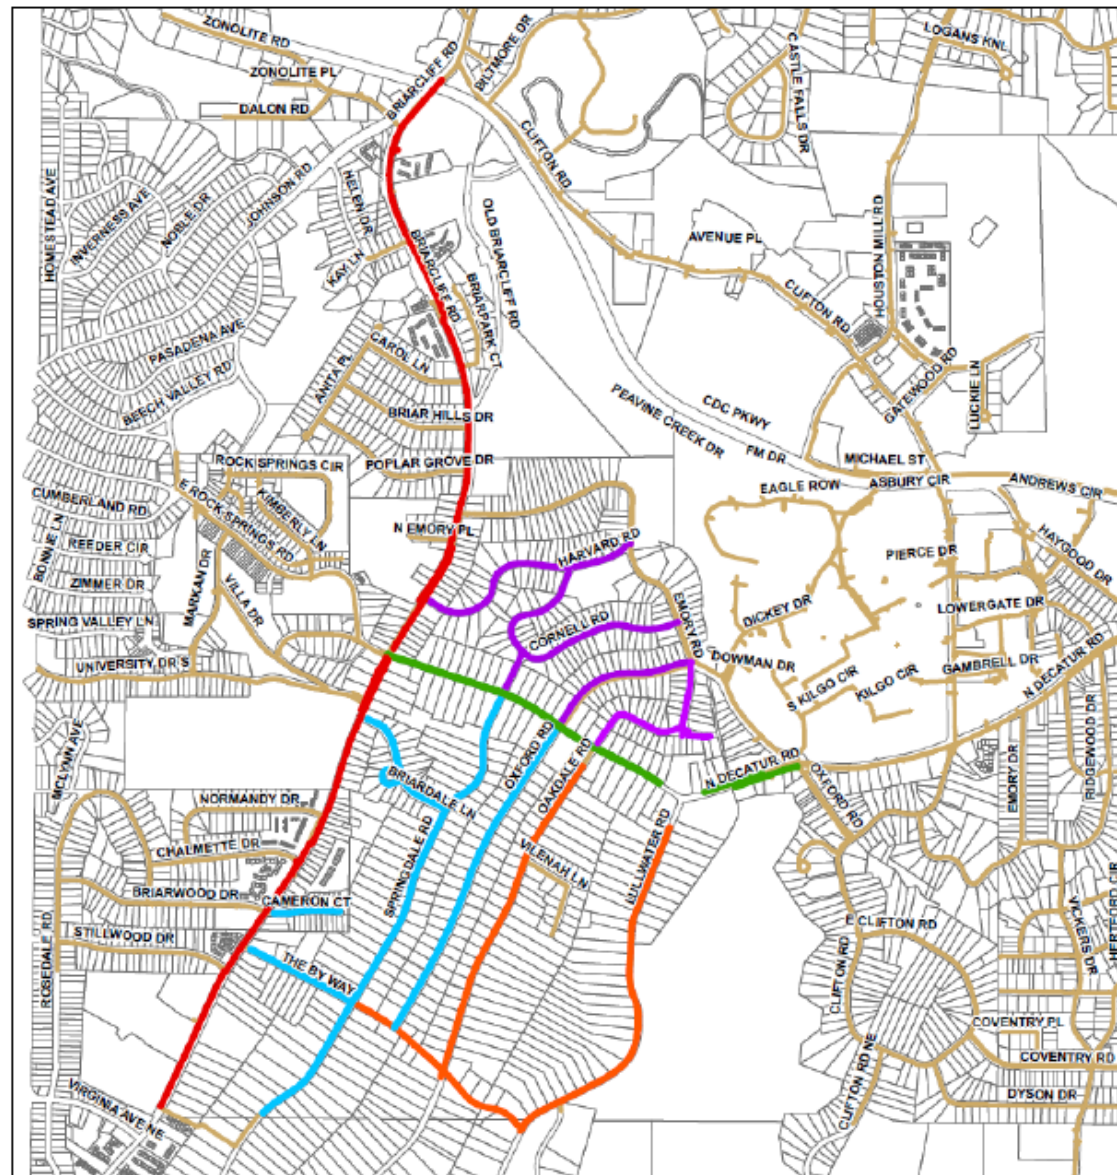 ZONOLITE RD
BRIARCLIFF RD
BILTMORE DR
LOGANS KNL
CASTLE FALLS DR
ZONOLITE PL
DALON RD
CLIFTON RD
HOMESTEAD AVE
INVERNESS AVE
NOBLE DR
JOHNSON RD
HELEN DR
OLD BRIARCLIFF RD
AVENUE PL
HOUSTON MILL RD
KAY LN
BRIARCLIFF RD
BRIARPARK CT
CLIFTON RD
PASADENA AVE
CAROL LN
ANITA PL
BEECH VALLEY RD
BRIAR HILLS DR
PEAVINE CREEK DR
CDC PKWY
GATEWOOD RD
LUCKIE LN
FM DR
POPLAR GROVE DR
MICHAEL ST
ROCK SPRINGS CIR
EAGLE ROW
ASBURY CIR
ANDREWS CIR
CUMBERLAND RD
E ROCK SPRINGS RD
KIMBERLY LN
N EMORY PL
HARVARD RD
BONNIE LN
REEDER CIR
PIERCE DR
HAYGOOD DR
ZIMMER DR
MARKAN DR
VILLA DR
EMORY RD
DICKEY DR
LOWERGATE DR
SPRING VALLEY LN
CORNELL RD
UNIVERSITY DR S
DOWMAN DR
GAMBRELL DR
S KILGO CIR
KILGO CIR
N DECATUR RD
MCLYNN AVE
OXFORD RD
OAKDALE RD
N DECATUR RD
OXFORD RD
EMORY DR
RIDGEWOOD DR
BRIARDALE LN
NORMANDY DR
SPRINGDALE RD
CHALMETTE DR
VILENAH LN
LULLWATER RD
BRIARWOOD DR
CAMERON CT
STILLWOOD DR
ROSEDALE RD
THE BY WAY
E CLIFTON RD
CLIFTON RD
VICKERS DR
HERTFORD CIR
COVENTRY PL
COVENTRY RD
CLIFTON RD NE
DYSON DR
VIRGINIA AVE NE